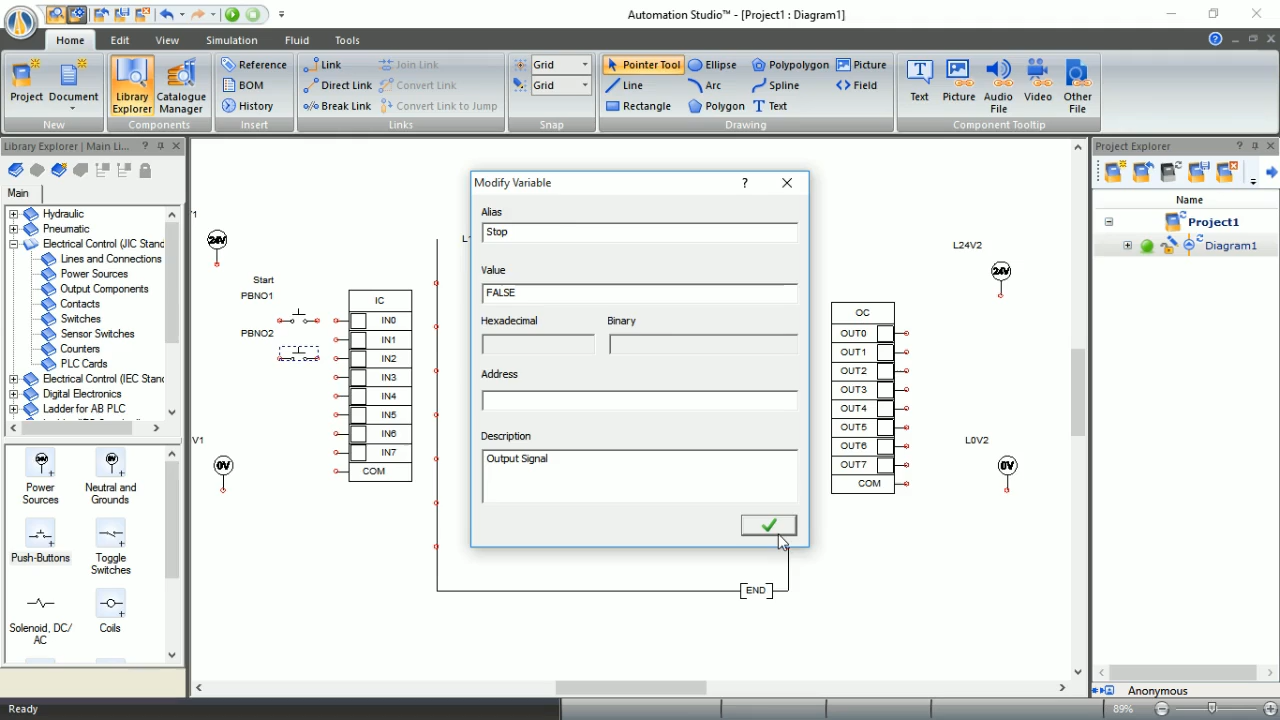 Automation Studio™ - [Project1 : Diagram1]
Home
Edit
View
Simulation
Fluid
Tools
Project
Document
New
Library Explorer
Catalogue Manager
Components
Reference
BOM
History
Insert
Link
Direct Link
Break Link
Join Link
Convert Link
Convert Link to Jump
Links
Grid
Grid
Snap
Pointer Tool
Line
Rectangle
Ellipse
Arc
Polygon
Polypolygon
Spline
Text
Picture
Field
Drawing
Text
Picture
Audio File
Video
Other File
Component Tooltip
Library Explorer | Main Li...
Main
Hydraulic
Pneumatic
Electrical Control (JIC Stand
Lines and Connections
Power Sources
Output Components
Contacts
Switches
Sensor Switches
Counters
PLC Cards
Electrical Control (IEC Stand
Digital Electronics
Ladder for AB PLC
Power Sources
Neutral and Grounds
Push-Buttons
Toggle Switches
Solenoid, DC/AC
Coils
24V
Start
PBNO1
PBNO2
V1
0V
IC
IN0
IN1
IN2
IN3
IN4
IN5
IN6
IN7
COM
Modify Variable
Alias
Stop
Value
FALSE
Hexadecimal
Binary
Address
Description
Output Signal
END
OC
OUT0
OUT1
OUT2
OUT3
OUT4
OUT5
OUT6
OUT7
COM
L24V2
24V
L0V2
0V
Project Explorer
Name
Project1
Diagram1
Anonymous
Ready
89%